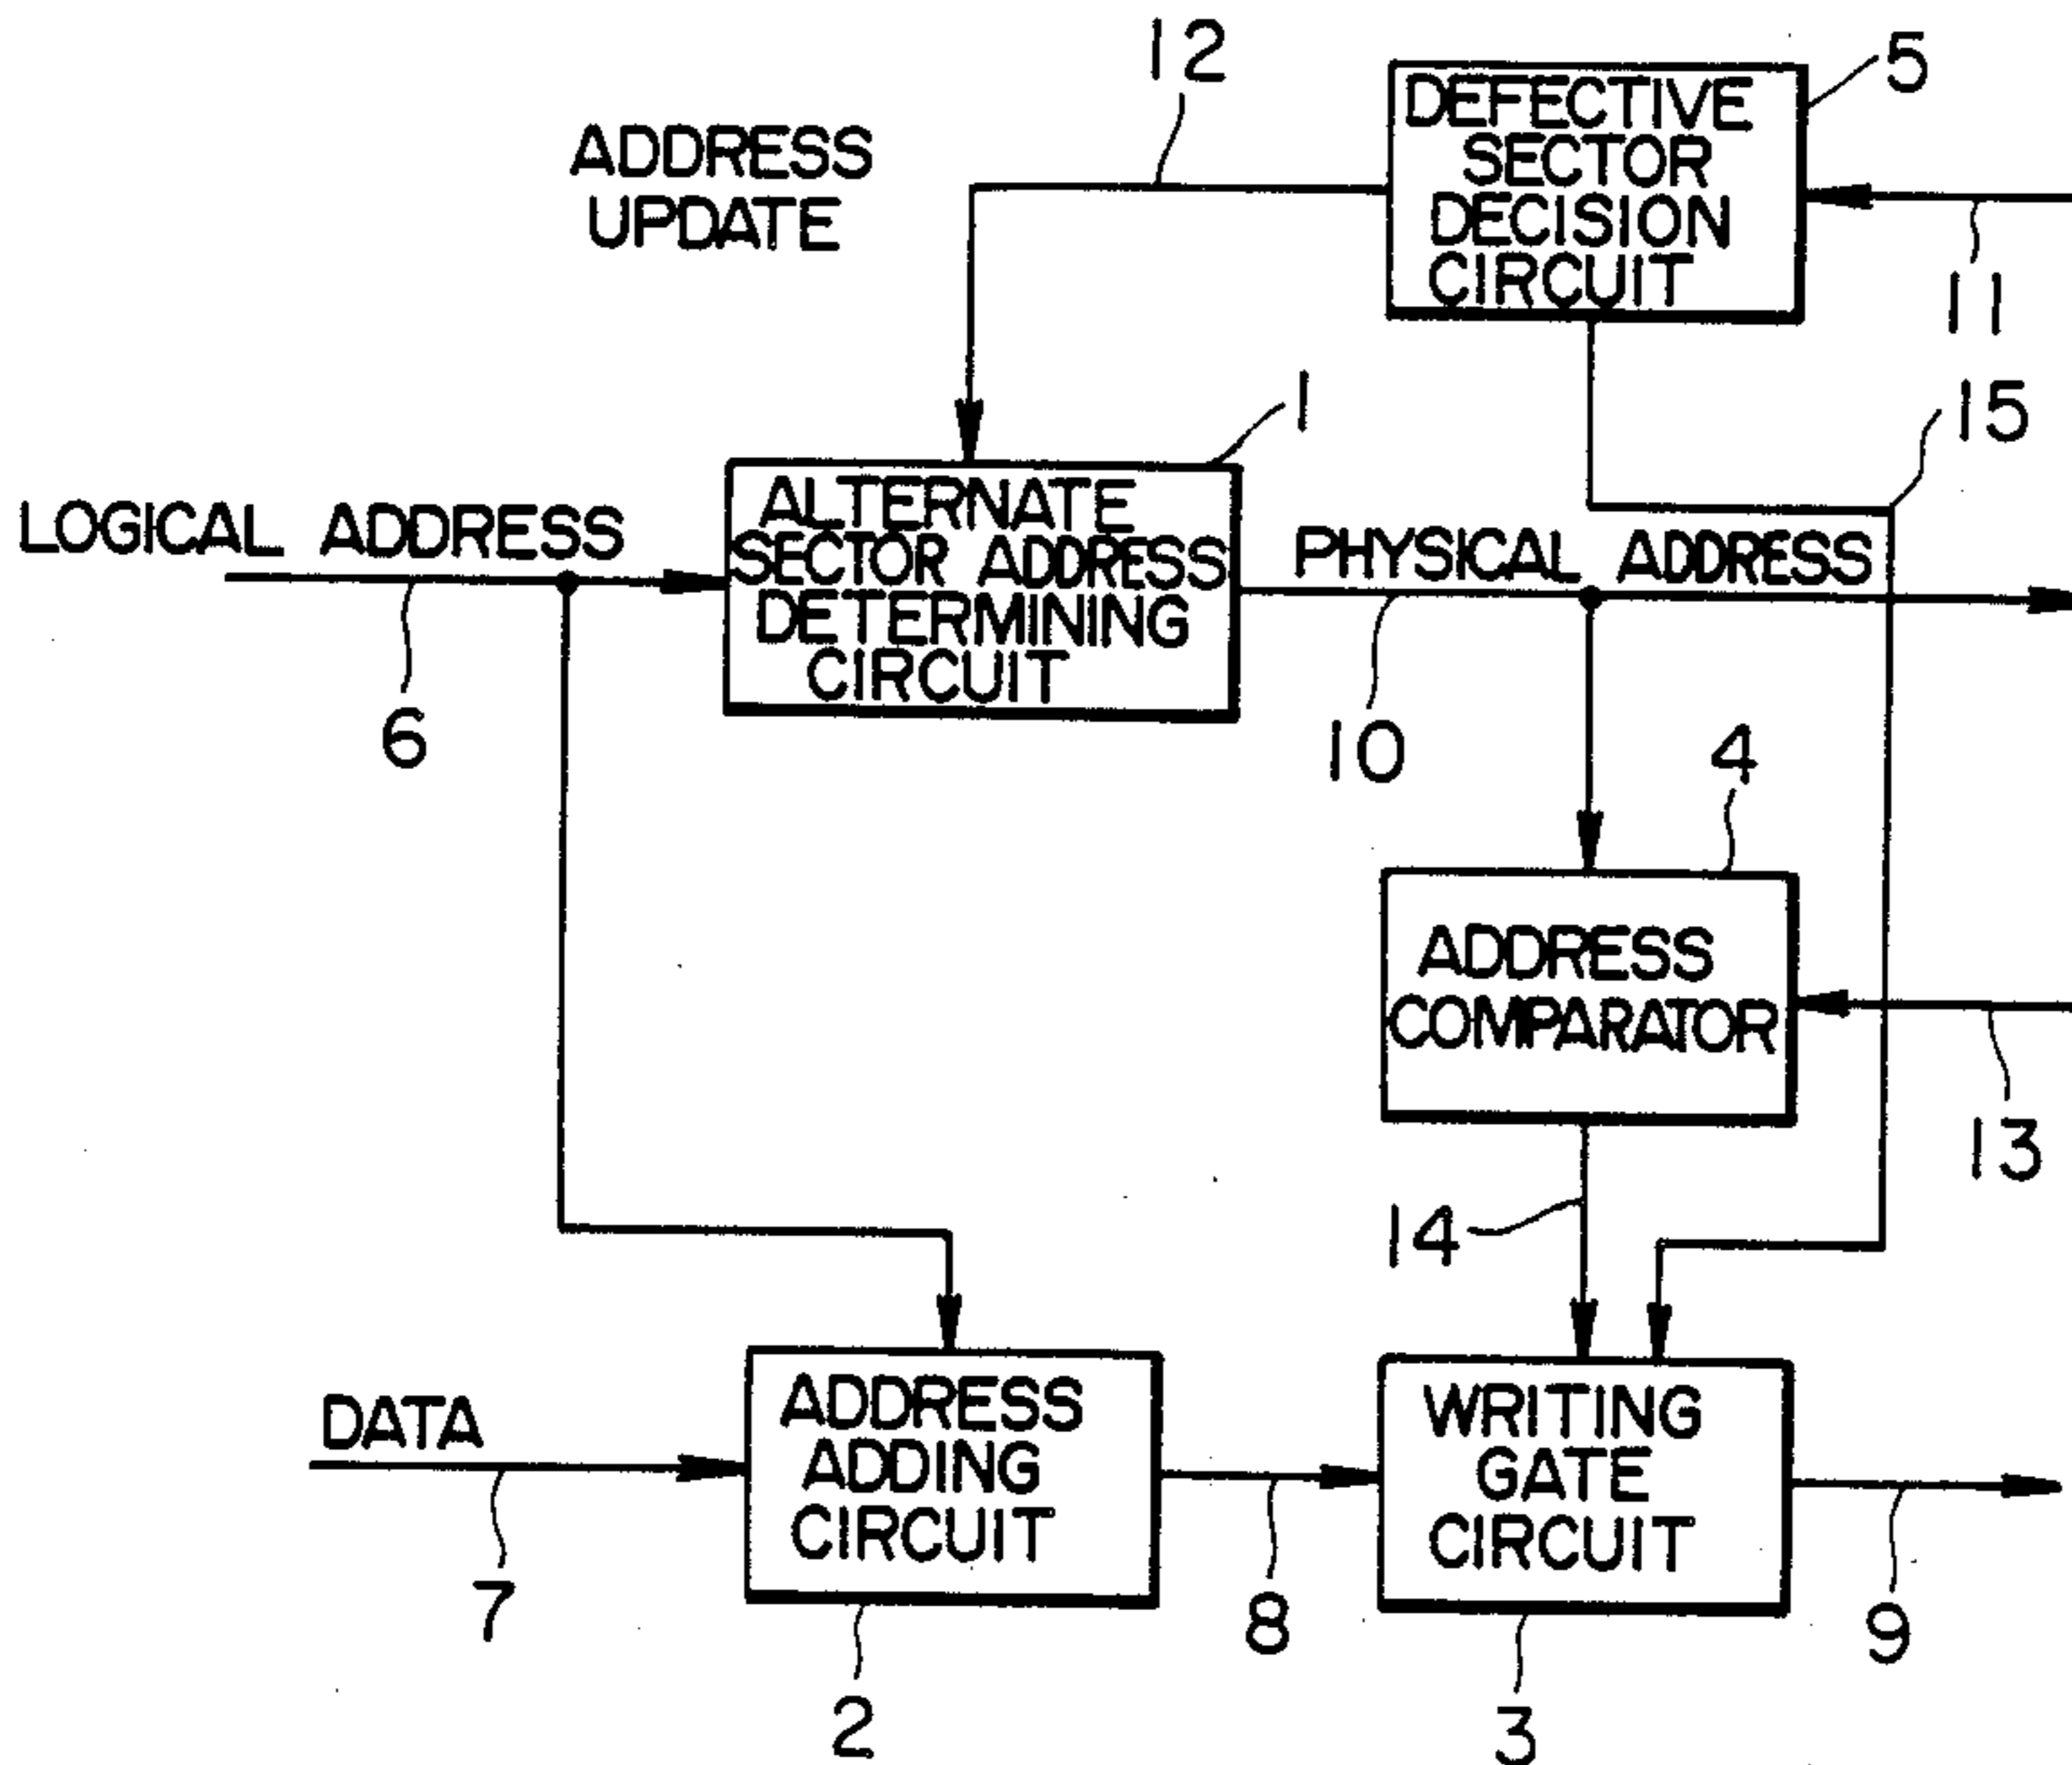 12
5
DEFECTIVE
SECTOR
DECISION
CIRCUIT
ADDRESS
UPDATE
11
15
1
LOGICAL ADDRESS
ALTERNATE
SECTOR ADDRESS
DETERMINING
CIRCUIT
PHYSICAL ADDRESS
6
10
4
ADDRESS
COMPARATOR
13
14
DATA
ADDRESS
ADDING
CIRCUIT
WRITING
GATE
CIRCUIT
7
8
9
2
3